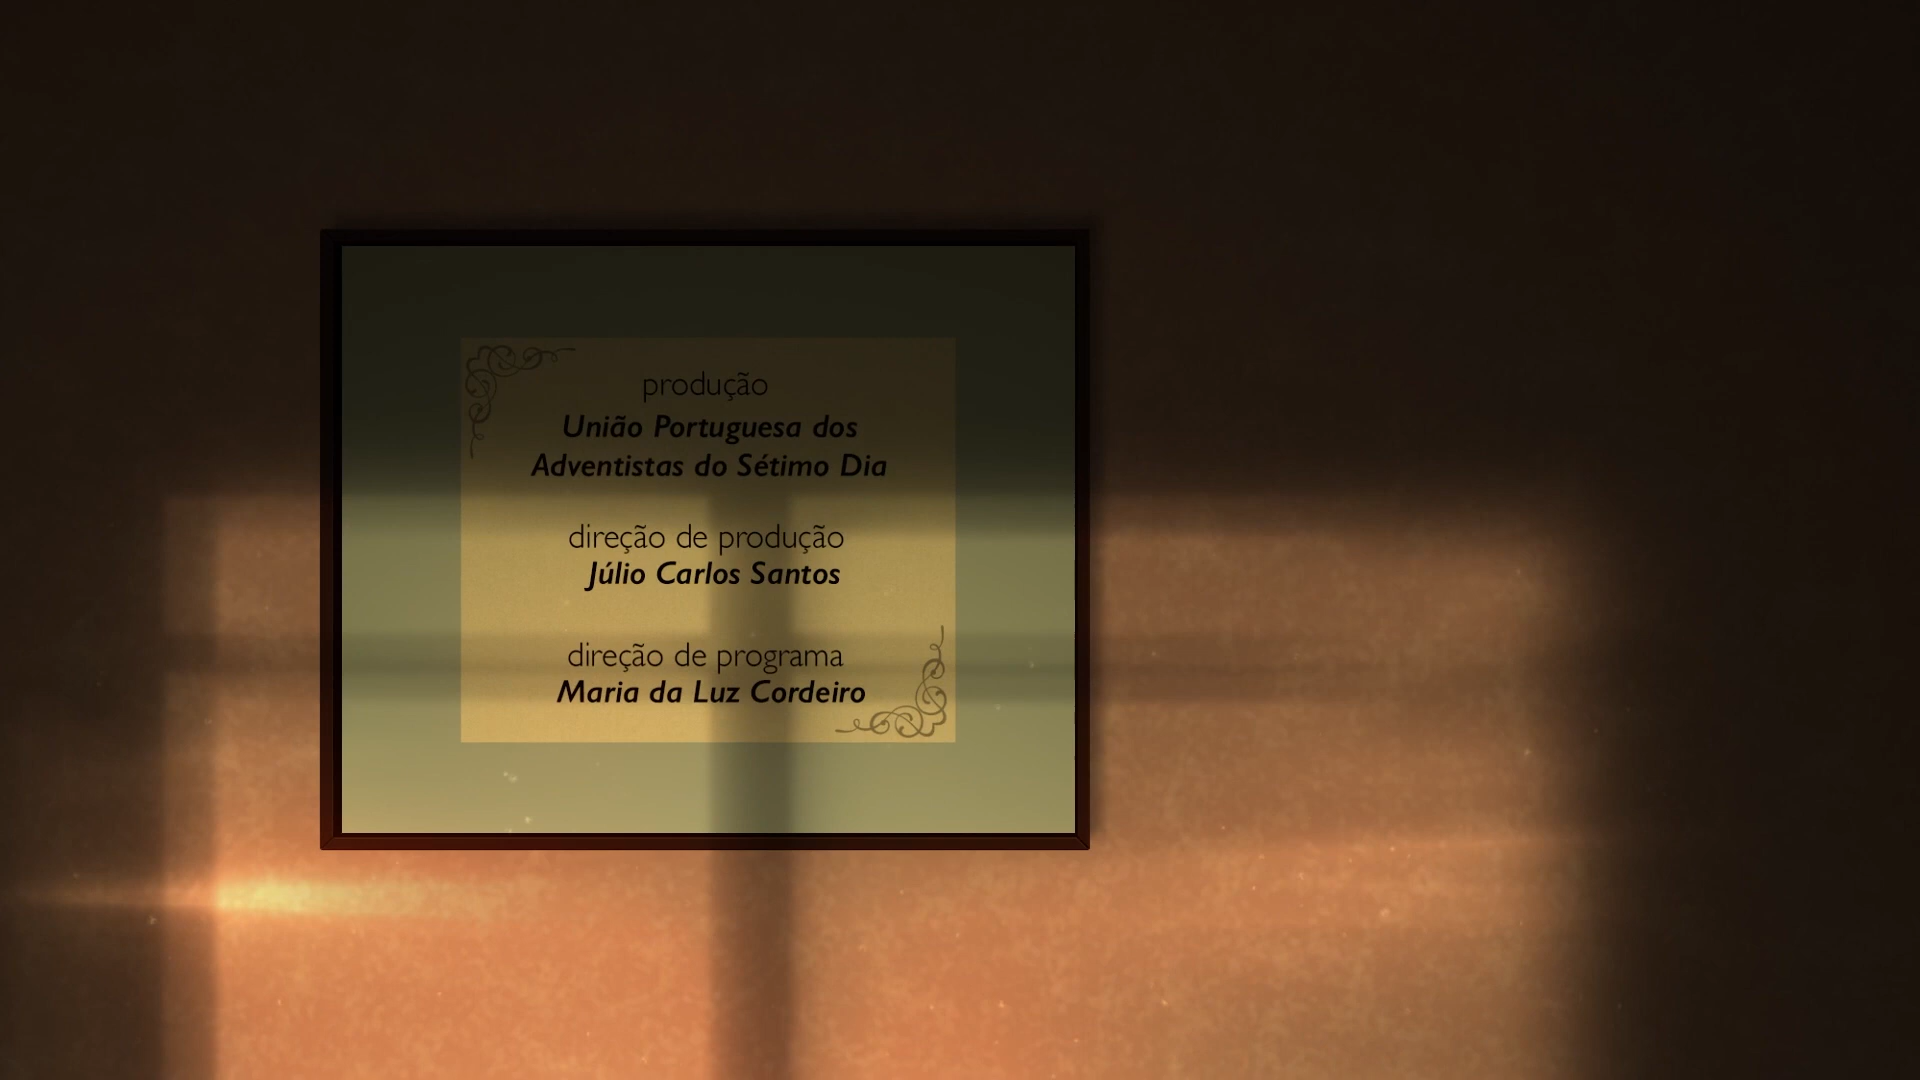 produção
União Portuguesa dos
Adventistas do Sétimo Dia
direção de produção
Júlio Carlos Santos
direção de programa
Maria da Luz Cordeiro